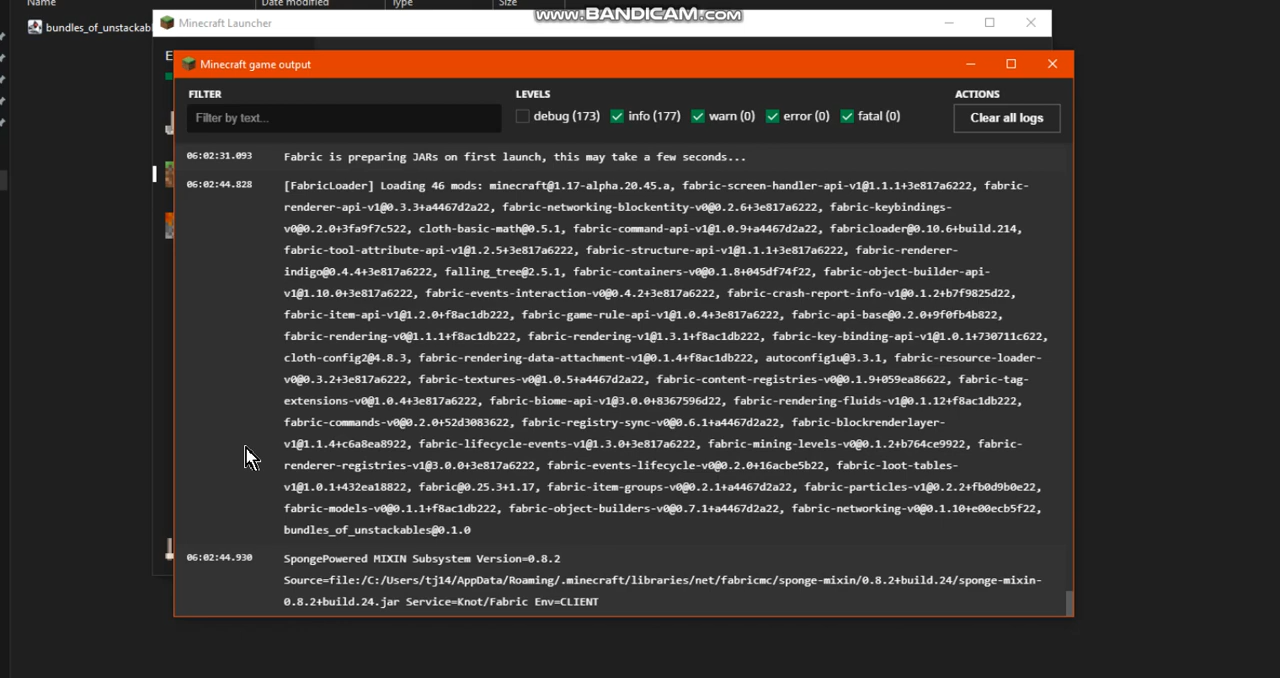 Name
Date modified
Type
Size
www.BANDICAM.com
bundles_of_unstackabl
Minecraft Launcher
E
Minecraft game output
FILTER
LEVELS
ACTIONS
Filter by text...
debug (173)
info (177)
warn (0)
error (0)
fatal (0)
Clear all logs
06:02:31.093 Fabric is preparing JARs on first launch, this may take a few seconds...
06:02:44.828 [FabricLoader] Loading 46 mods: minecraft@1.17-alpha.20.45.a, fabric-screen-handler-api-v1@1.1.1+3e817a6222, fabric-
renderer-api-v1@0.3.3+a4467d2a22, fabric-networking-blockentity-v0@0.2.6+3e817a6222, fabric-keybindings-
v0@0.2.0+3fa9f7c522, cloth-basic-math@0.5.1, fabric-command-api-v1@1.0.9+a4467d2a22, fabricloader@0.10.6+build.214,
fabric-tool-attribute-api-v1@1.2.5+3e817a6222, fabric-structure-api-v1@1.1.1+3e817a6222, fabric-renderer-
indigo@0.4.4+3e817a6222, falling_tree@2.5.1, fabric-containers-v0@0.1.8+045df74f22, fabric-object-builder-api-
v1@1.10.0+3e817a6222, fabric-events-interaction-v0@0.4.2+3e817a6222, fabric-crash-report-info-v1@0.1.2+b7f9825d22,
fabric-item-api-v1@1.2.0+f8ac1db222, fabric-game-rule-api-v1@1.0.4+3e817a6222, fabric-api-base@0.2.0+9f0fb4b822,
fabric-rendering-v0@1.1.1+f8ac1db222, fabric-rendering-v1@1.3.1+f8ac1db222, fabric-key-binding-api-v1@1.0.1+730711c622,
cloth-config2@4.8.3, fabric-rendering-data-attachment-v1@0.1.4+f8ac1db222, autoconfig1u@3.3.1, fabric-resource-loader-
v0@0.3.2+3e817a6222, fabric-textures-v0@1.0.5+a4467d2a22, fabric-content-registries-v0@0.1.9+059ea86622, fabric-tag-
extensions-v0@1.0.4+3e817a6222, fabric-biome-api-v1@3.0.0+8367596d22, fabric-rendering-fluids-v1@0.1.12+f8ac1db222,
fabric-commands-v0@0.2.0+52d3083622, fabric-registry-sync-v0@0.6.1+a4467d2a22, fabric-blockrenderlayer-
v1@1.1.4+c6a8ea8922, fabric-lifecycle-events-v1@1.3.0+3e817a6222, fabric-mining-levels-v0@0.1.2+b764ce9922, fabric-
renderer-registries-v1@3.0.0+3e817a6222, fabric-events-lifecycle-v0@0.2.0+16acbe5b22, fabric-loot-tables-
v1@1.0.1+432ea18822, fabric@0.25.3+1.17, fabric-item-groups-v0@0.2.1+a4467d2a22, fabric-particles-v1@0.2.2+fb0d9b0e22,
fabric-models-v0@0.1.1+f8ac1db222, fabric-object-builders-v0@0.7.1+a4467d2a22, fabric-networking-v0@0.1.10+e00ecb5f22,
bundles_of_unstackables@0.1.0
06:02:44.930 SpongePowered MIXIN Subsystem Version=0.8.2
Source=file:/C:/Users/tj14/AppData/Roaming/.minecraft/libraries/net/fabricmc/sponge-mixin/0.8.2+build.24/sponge-mixin-
0.8.2+build.24.jar Service=Knot/Fabric Env=CLIENT